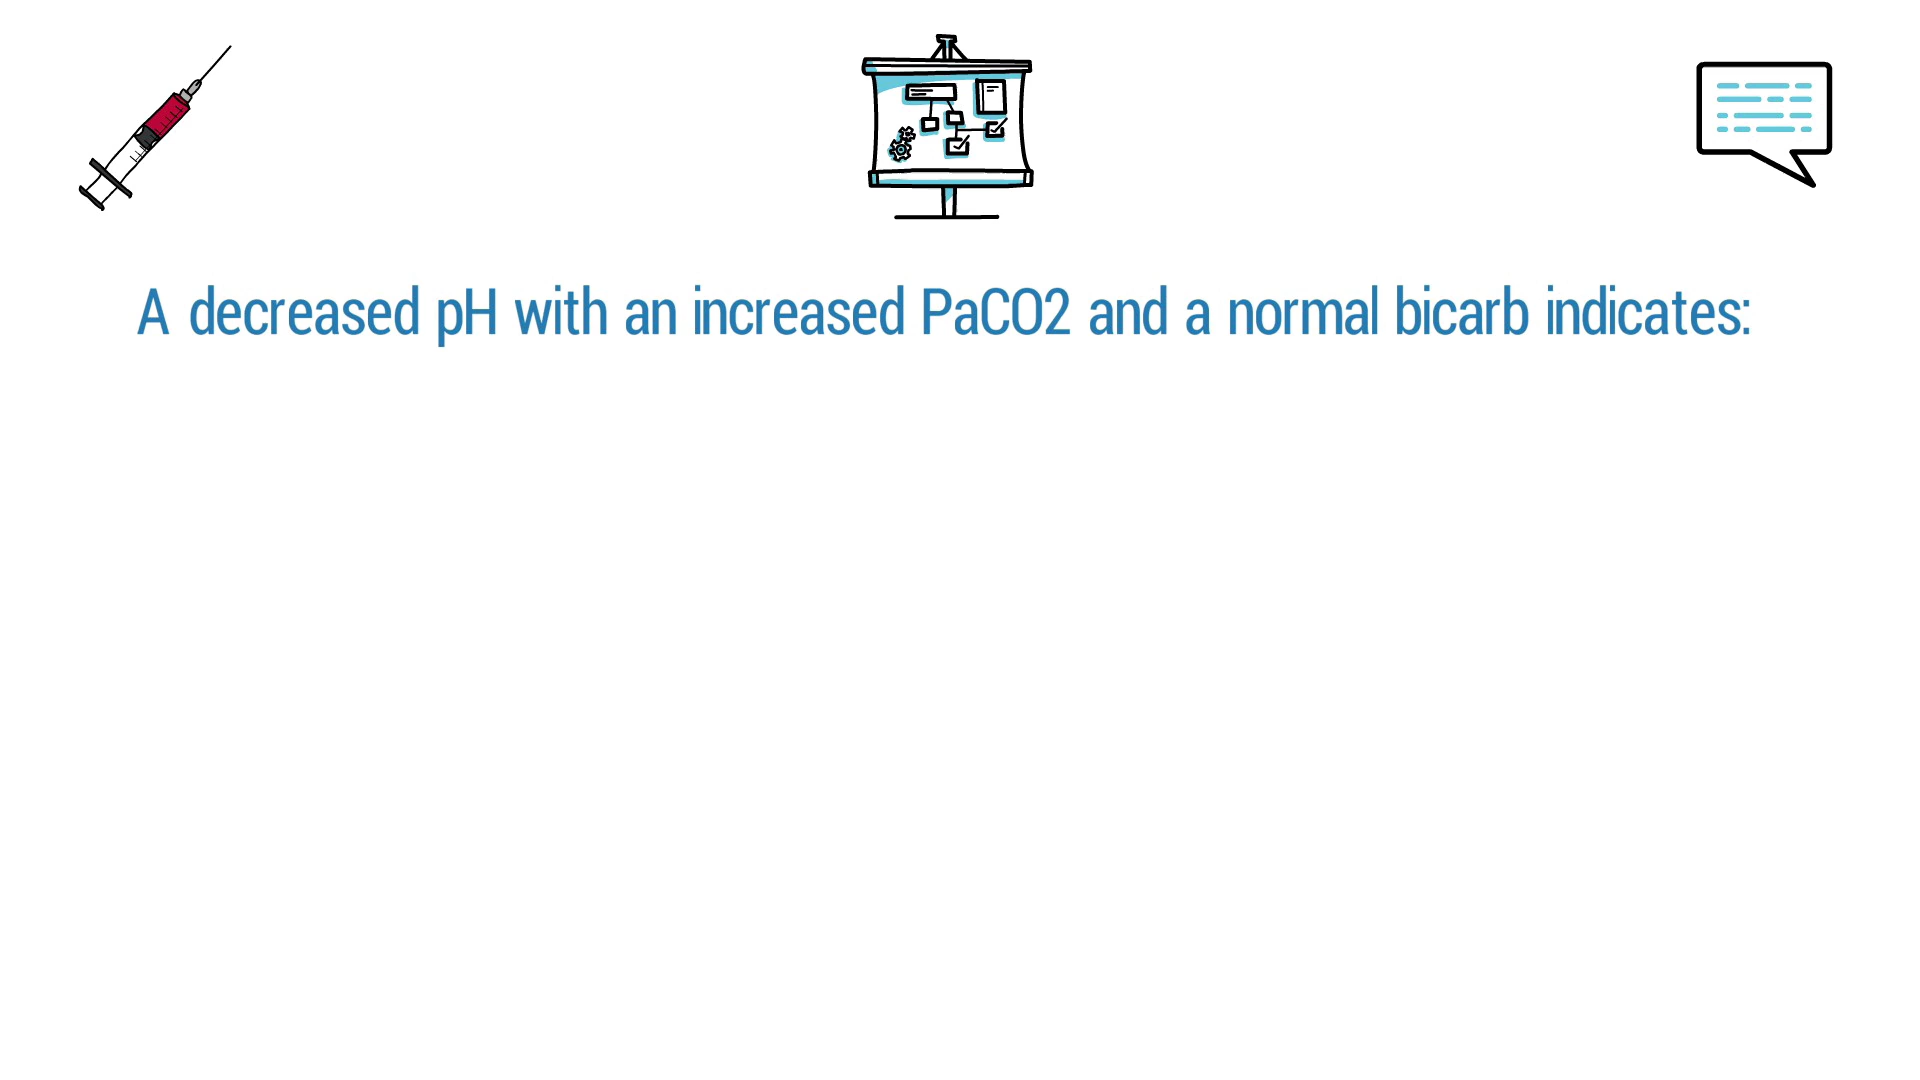 A decreased pH with an increased PaCO2 and a normal bicarb indicates: